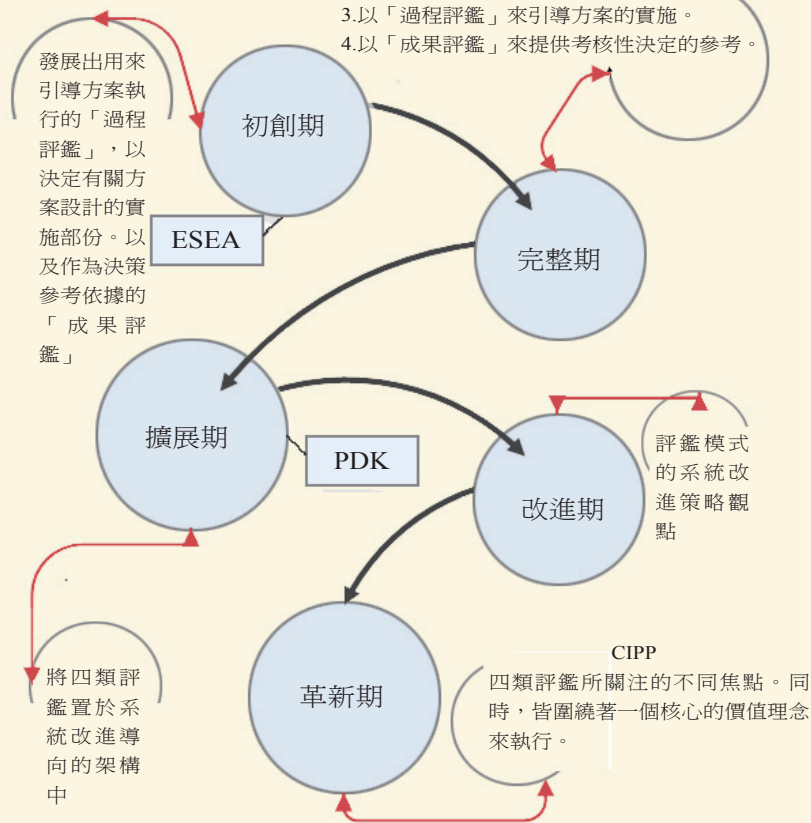 3.以「過程評鑑」來引導方案的實施。
4.以「成果評鑑」來提供考核性決定的參考。
發展出用來
引導方案執
行的「過程
評鑑」，以
決定有關方
案設計的實
施部份。以
及作為決策
參考依據的
「成果評
鑑」
初創期
ESEA
完整期
擴展期
PDK
改進期
評鑑模式
的系統改
進策略觀
點
將四類評
鑑置於系
統改進導
向的架構
中
革新期
CIPP
四類評鑑所關注的不同焦點。同
時，皆圍繞著一個核心的價值理念
來執行。